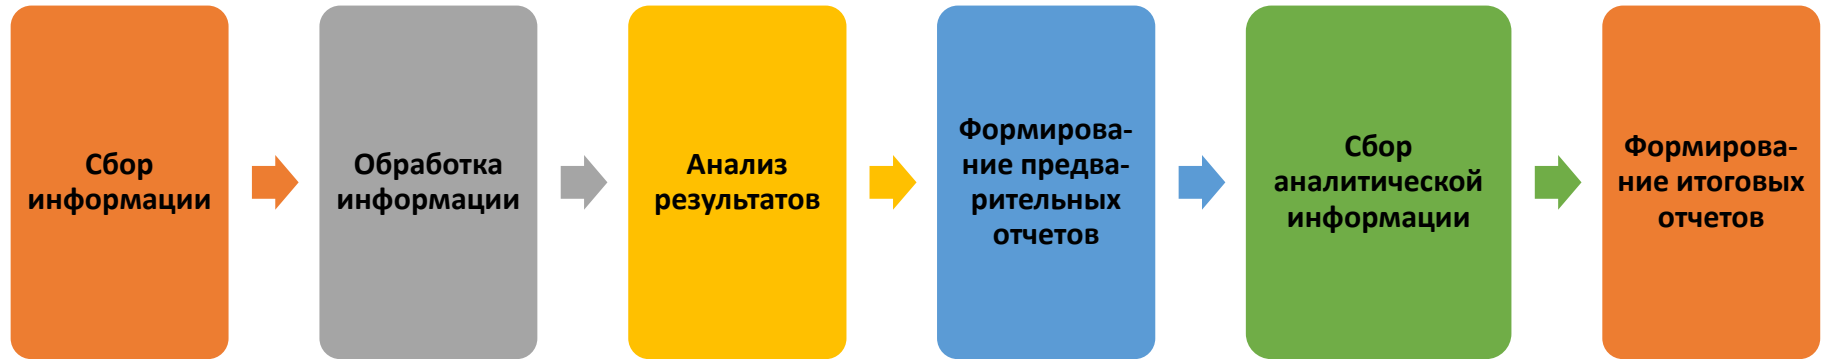 Сбор
информации
Обработка
информации
Анализ
результатов
Формирова-
ние предва-
рительных
отчетов
Сбор
аналитической
информации
Формирова-
ние итоговых
отчетов